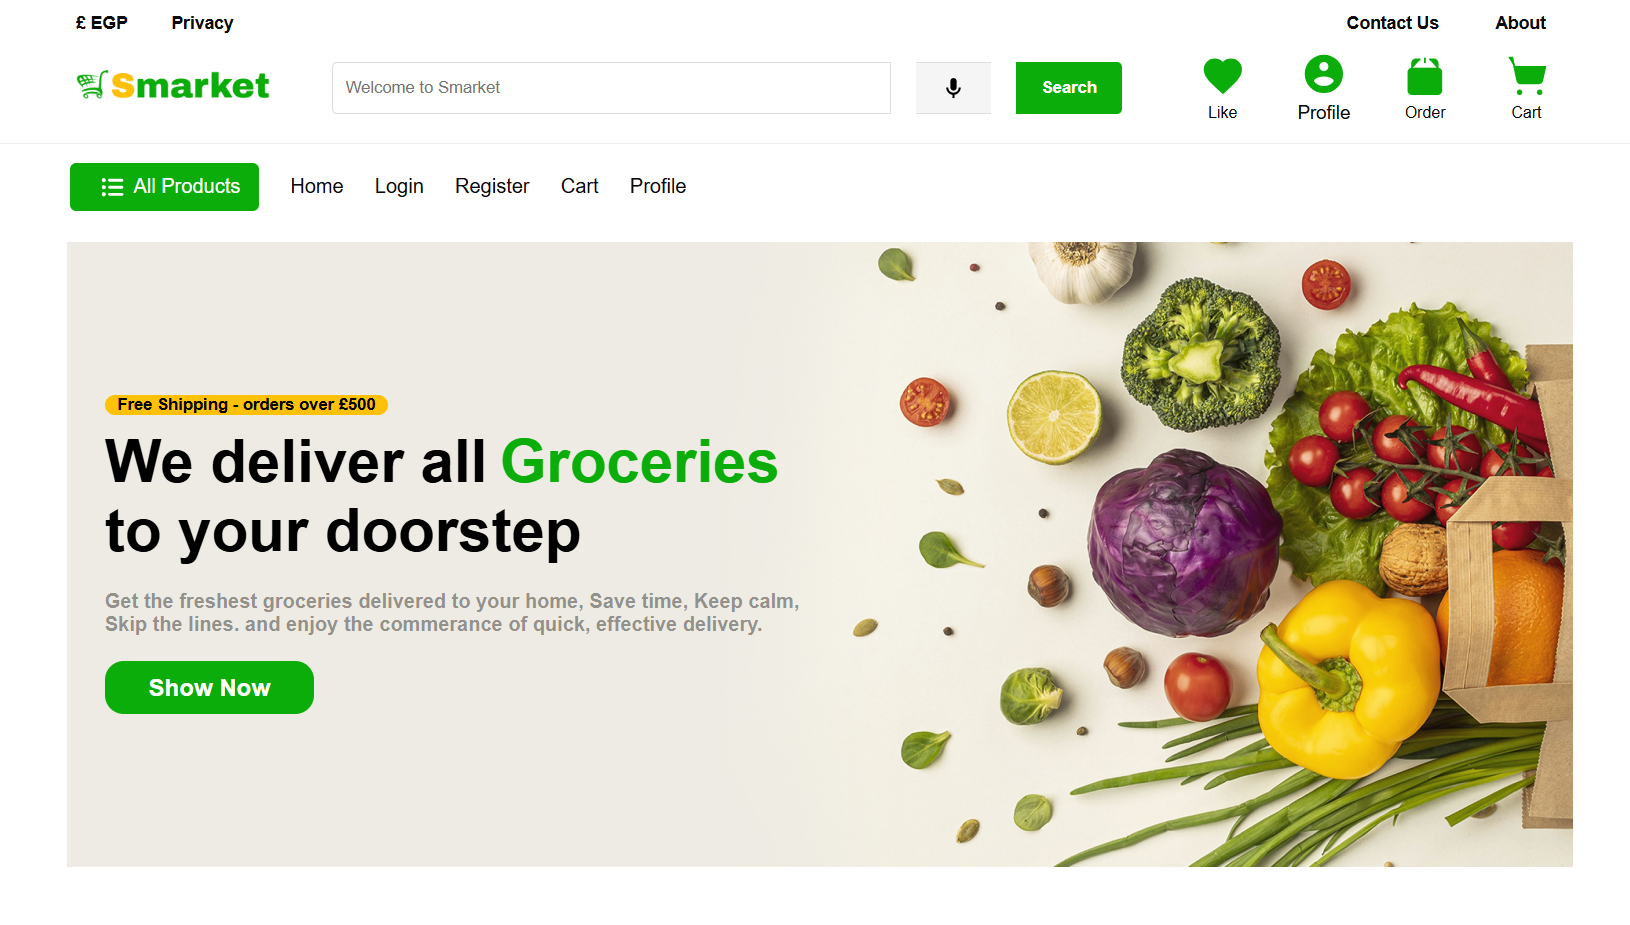 £ EGP Privacy Contact Us About
Smarket
Welcome to Smarket
Search
Like Profile Order Cart
All Products Home Login Register Cart Profile
Free Shipping - orders over £500
We deliver all Groceries
to your doorstep
Get the freshest groceries delivered to your home, Save time, Keep calm,
Skip the lines. and enjoy the commerance of quick, effective delivery.
Show Now